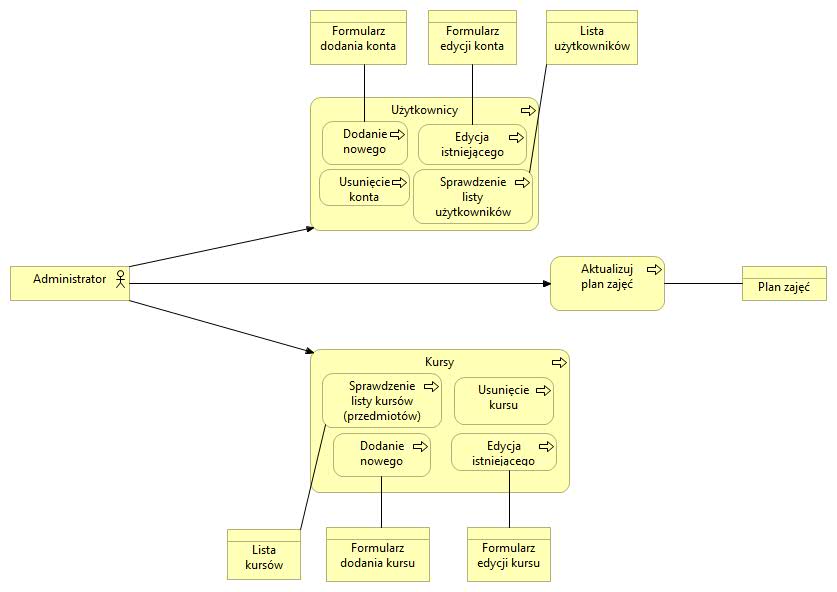 Formularz
dodania konta
Formularz
edycji konta
Lista
użytkowników
Użytkownicy
Dodanie
nowego
Edycja
istniejącego
Usunięcie
konta
Sprawdzenie
listy
użytkowników
Administrator
Aktualizuj
plan zajęć
Plan zajęć
Kursy
Sprawdzenie
listy kursów
(przedmiotów)
Usunięcie
kursu
Dodanie
nowego
Edycja
istniejącego
Lista
kursów
Formularz
dodania kursu
Formularz
edycji kursu